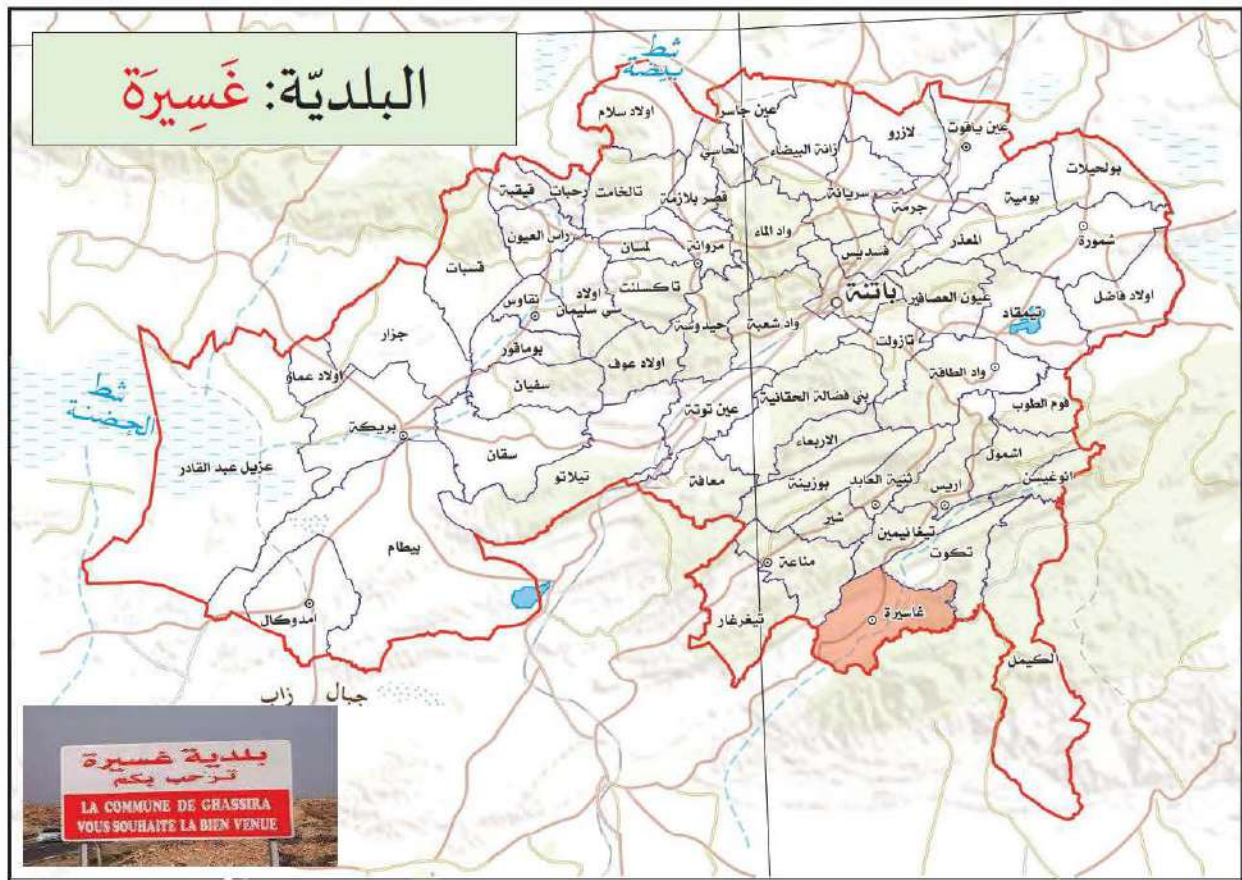 البلديّة: غَسِيرَة
شط
بيضة
اولاد سلام
عين جاسر
الحاسي
زانة البيضاء
لازرو
عين ياقوت
بولحيلات
بومية
شمورة
اولاد فاضل
قيقبة
رحبات
تالخامت
قصر بلازمة
سريانة
جرمة
المعذر
راس العيون
لمسان
مروانة
واد الماء
فسديس
باتنة
عيون العصافير
تيمقاد
قسبات
نقاوس
اولاد
سي سليمان
تاكسلنت
حيدوسة
واد شعبة
تازولت
واد الطاقة
فوم الطوب
جزار
اولاد عمار
بوماقور
سفيان
اولاد عوف
عين توتة
بني فضالة الحقانية
شط
الحضنة
عزيل عبد القادر
بريكة
سقان
تيلاتو
معافة
الاربعاء
بوزينة
ثنية العابد
اريس
اشمول
انوغيسن
بيطام
امدوكال
شير
مناعة
تيغانيمين
تكوت
تيغرغار
غاسيرة
الكيمل
جبال زاب
بلدية غسيرة
ترحب بكم
LA COMMUNE DE GHASSIRA
VOUS SOUHAITE LA BIEN VENUE